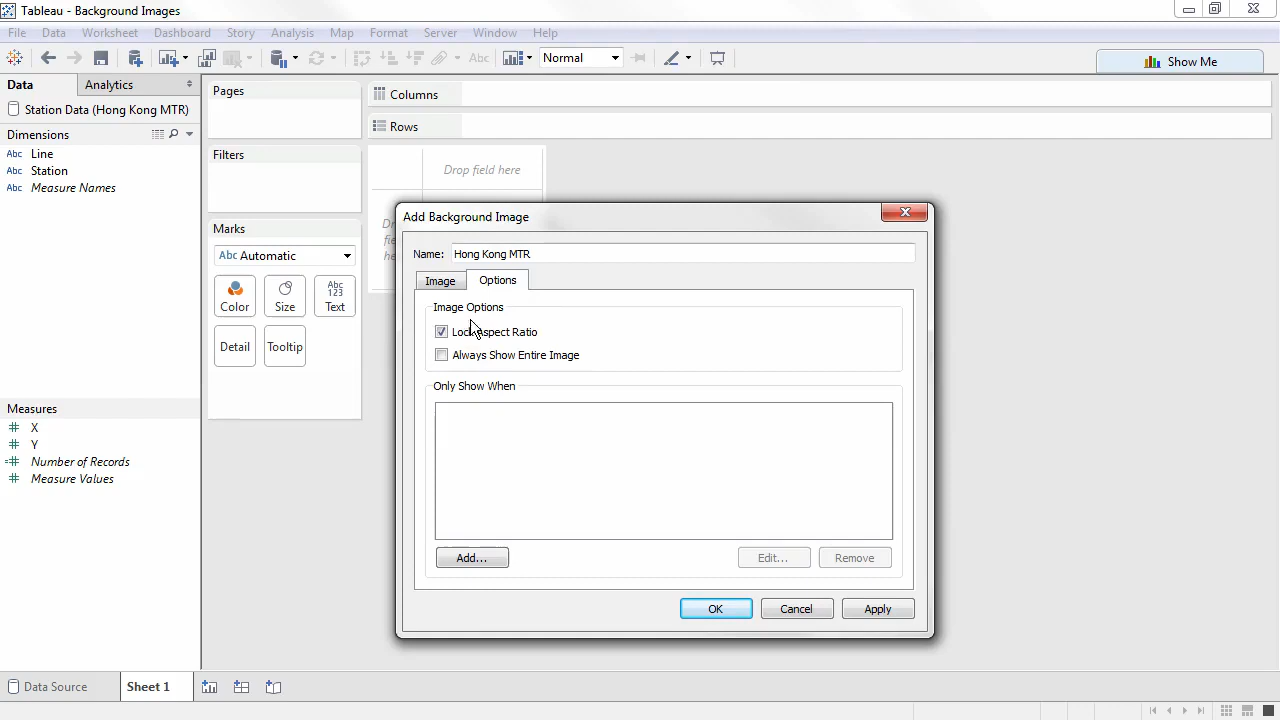 Tableau - Background Images
File Data Worksheet Dashboard Story Analysis Map Format Server Window Help
Abc Normal Show Me
Data Analytics
Station Data (Hong Kong MTR)
Dimensions
Abc Line
Abc Station
Abc Measure Names
Measures
X
Y
Number of Records
Measure Values
Pages
Filters
Marks
Abc Automatic
Color Size Abc 123 Text
Detail Tooltip
Columns
Rows
Drop field here
Add Background Image
Name: Hong Kong MTR
Image Options
Image Options
Aspect Ratio
Always Show Entire Image
Only Show When
Add... Edit... Remove
OK Cancel Apply
Data Source Sheet 1